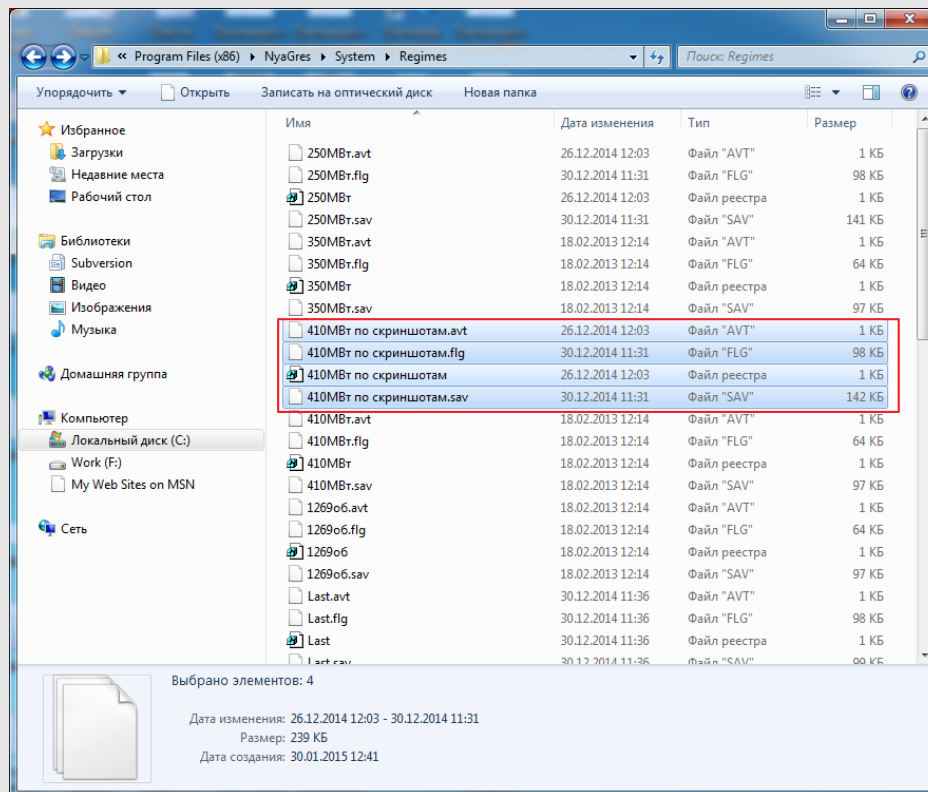 « Program Files (x86) ▸ NyaGres ▸ System ▸ Regimes
Поиск: Regimes
Упорядочить Открыть Записать на оптический диск Новая папка
Имя Дата изменения Тип Размер
Избранное
Загрузки
Недавние места
Рабочий стол
Библиотеки
Subversion
Видео
Изображения
Музыка
Домашняя группа
Компьютер
Локальный диск (C:)
Work (F:)
My Web Sites on MSN
Сеть
250МВт.avt 26.12.2014 12:03 Файл "AVT" 1 КБ
250МВт.flg 30.12.2014 11:31 Файл "FLG" 98 КБ
250МВт 26.12.2014 12:03 Файл реестра 1 КБ
250МВт.sav 30.12.2014 11:31 Файл "SAV" 141 КБ
350МВт.avt 18.02.2013 12:14 Файл "AVT" 1 КБ
350МВт.flg 18.02.2013 12:14 Файл "FLG" 64 КБ
350МВт 18.02.2013 12:14 Файл реестра 1 КБ
350МВт.sav 18.02.2013 12:14 Файл "SAV" 97 КБ
410МВт по скриншотам.avt 26.12.2014 12:03 Файл "AVT" 1 КБ
410МВт по скриншотам.flg 30.12.2014 11:31 Файл "FLG" 98 КБ
410МВт по скриншотам 26.12.2014 12:03 Файл реестра 1 КБ
410МВт по скриншотам.sav 30.12.2014 11:31 Файл "SAV" 142 КБ
410МВт.avt 18.02.2013 12:14 Файл "AVT" 1 КБ
410МВт.flg 18.02.2013 12:14 Файл "FLG" 64 КБ
410МВт 18.02.2013 12:14 Файл реестра 1 КБ
410МВт.sav 18.02.2013 12:14 Файл "SAV" 97 КБ
1269об.avt 18.02.2013 12:14 Файл "AVT" 1 КБ
1269об.flg 18.02.2013 12:14 Файл "FLG" 64 КБ
1269об 18.02.2013 12:14 Файл реестра 1 КБ
1269об.sav 18.02.2013 12:14 Файл "SAV" 97 КБ
Last.avt 30.12.2014 11:36 Файл "AVT" 1 КБ
Last.flg 30.12.2014 11:36 Файл "FLG" 98 КБ
Last 30.12.2014 11:36 Файл реестра 1 КБ
Last.sav 30.12.2014 11:36 Файл "SAV" 99 КБ
Выбрано элементов: 4
Дата изменения: 26.12.2014 12:03 - 30.12.2014 11:31
Размер: 239 КБ
Дата создания: 30.01.2015 12:41